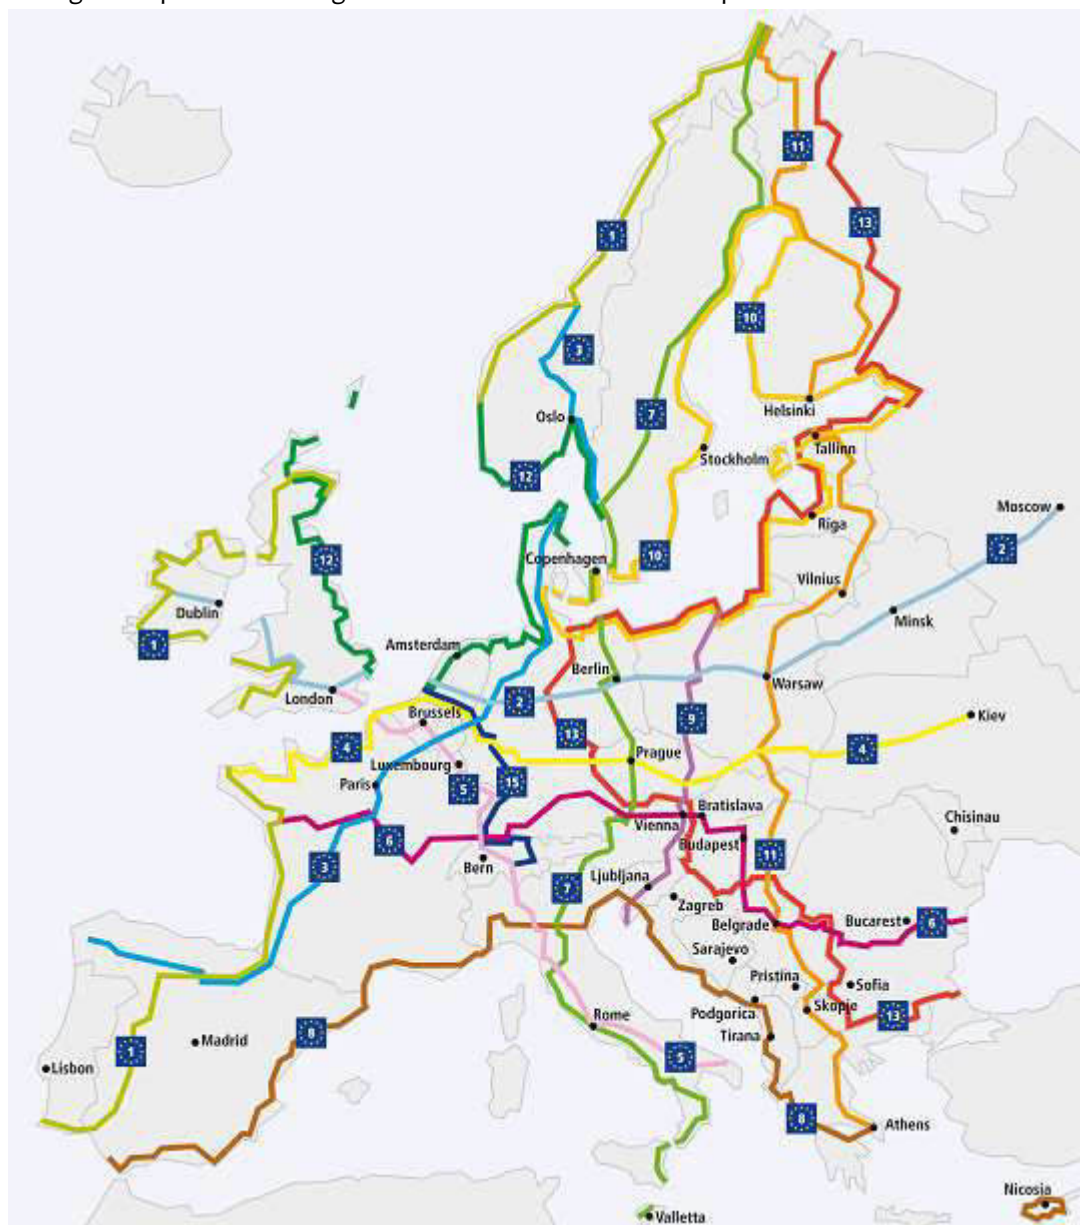 11
13
1
10
3
7
Helsinki
Oslo
Tallinn
Stockholm
12
Riga
Moscow
2
10
Copenhagen
12
Vilnius
Dublin
Minsk
1
Amsterdam
Berlin
Warsaw
London
2
Brussels
9
Kiev
13
4
4
Prague
Luxembourg
Paris
5
15
Bratislava
Vienna
Chisinau
6
Budapest
11
Bern
3
Ljubljana
7
Zagreb
Belgrade
Bucarest
6
Sarajevo
Pristina
Sofia
Skopje
Podgorica
Rome
13
8
Tirana
Madrid
1
5
Lisbon
8
Athens
Nicosia
Valletta